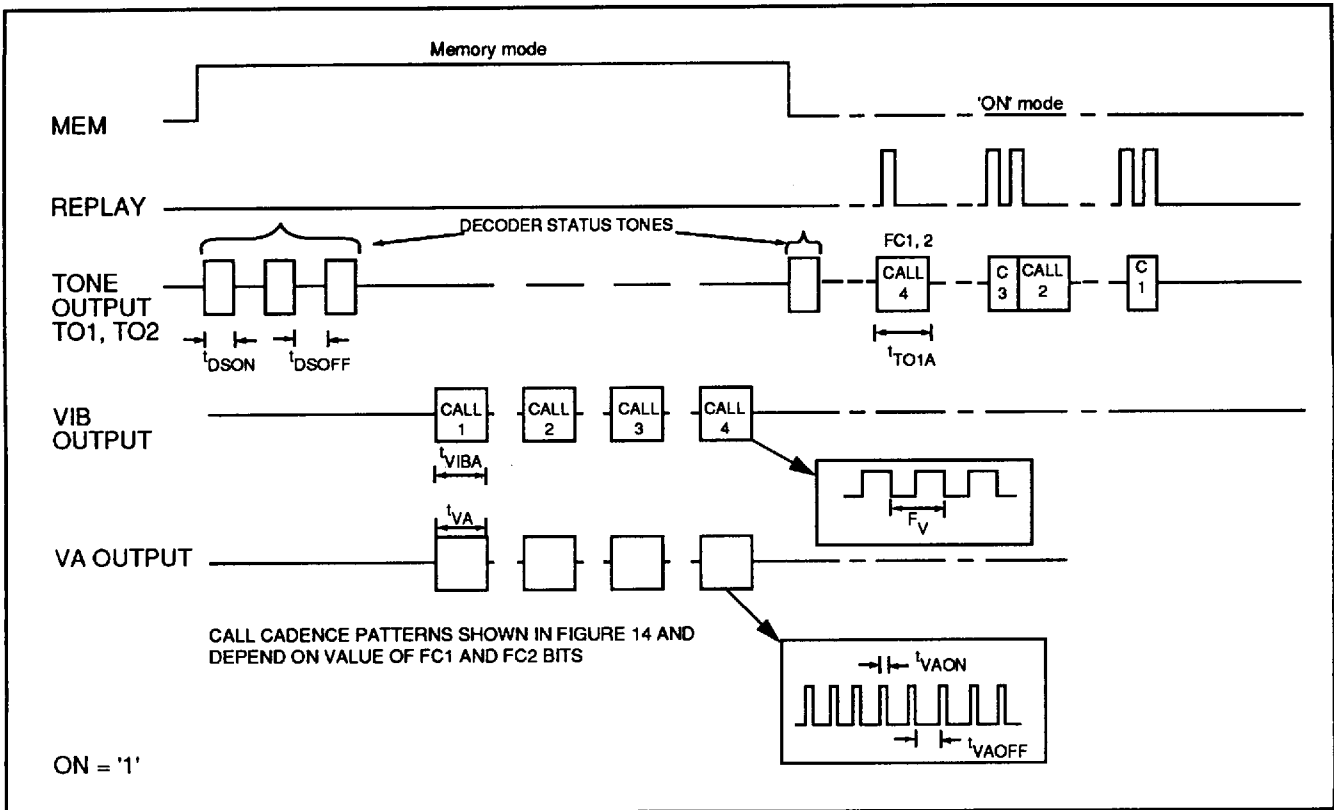 Memory mode
'ON' mode
MEM
REPLAY
DECODER STATUS TONES
FC1, 2
TONE
OUTPUT
TO1, TO2
CALL
4
C
3
CALL
2
C
1
tDSON
tDSOFF
tTO1A
VIB
OUTPUT
CALL
1
CALL
2
CALL
3
CALL
4
tVIBA
FV
tVA
VA OUTPUT
CALL CADENCE PATTERNS SHOWN IN FIGURE 14 AND
DEPEND ON VALUE OF FC1 AND FC2 BITS
tVAON
tVAOFF
ON = '1'